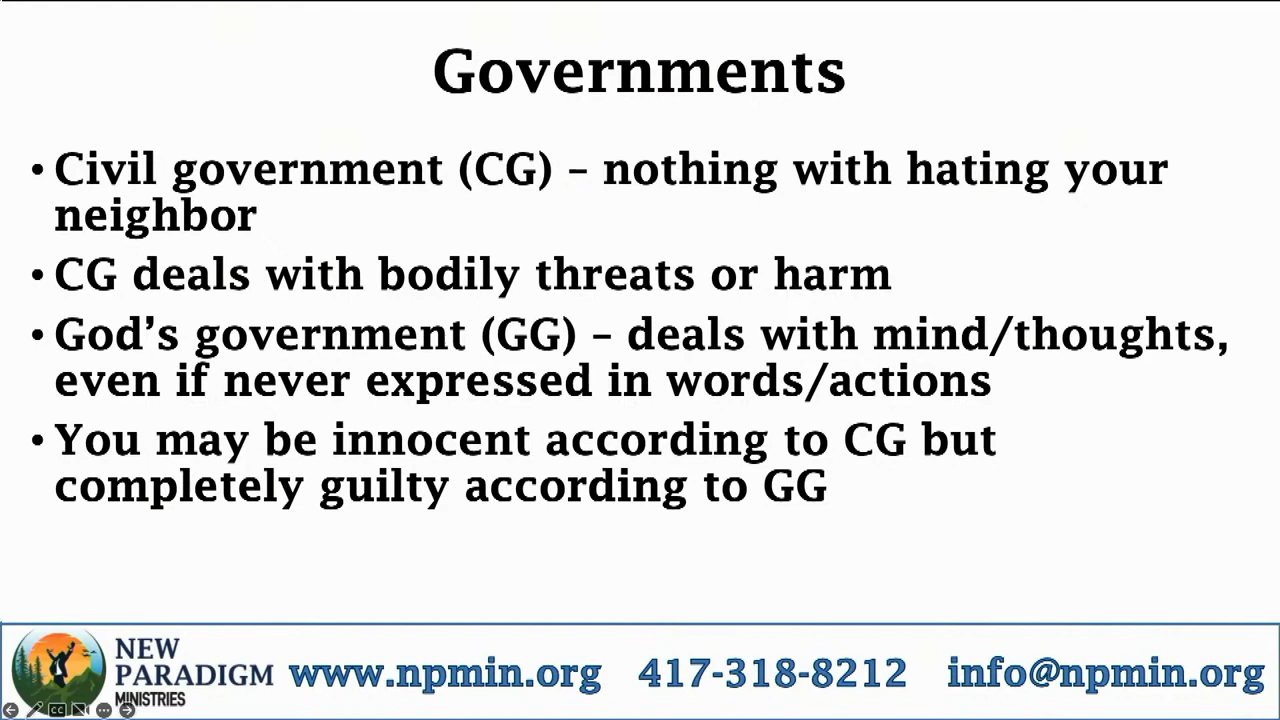 Governments
• Civil government (CG) – nothing with hating your
neighbor
• CG deals with bodily threats or harm
• God’s government (GG) – deals with mind/thoughts,
even if never expressed in words/actions
• You may be innocent according to CG but
completely guilty according to GG
NEW
PARADIGM
MINISTRIES
www.npmin.org 417-318-8212 info@npmin.org
CC